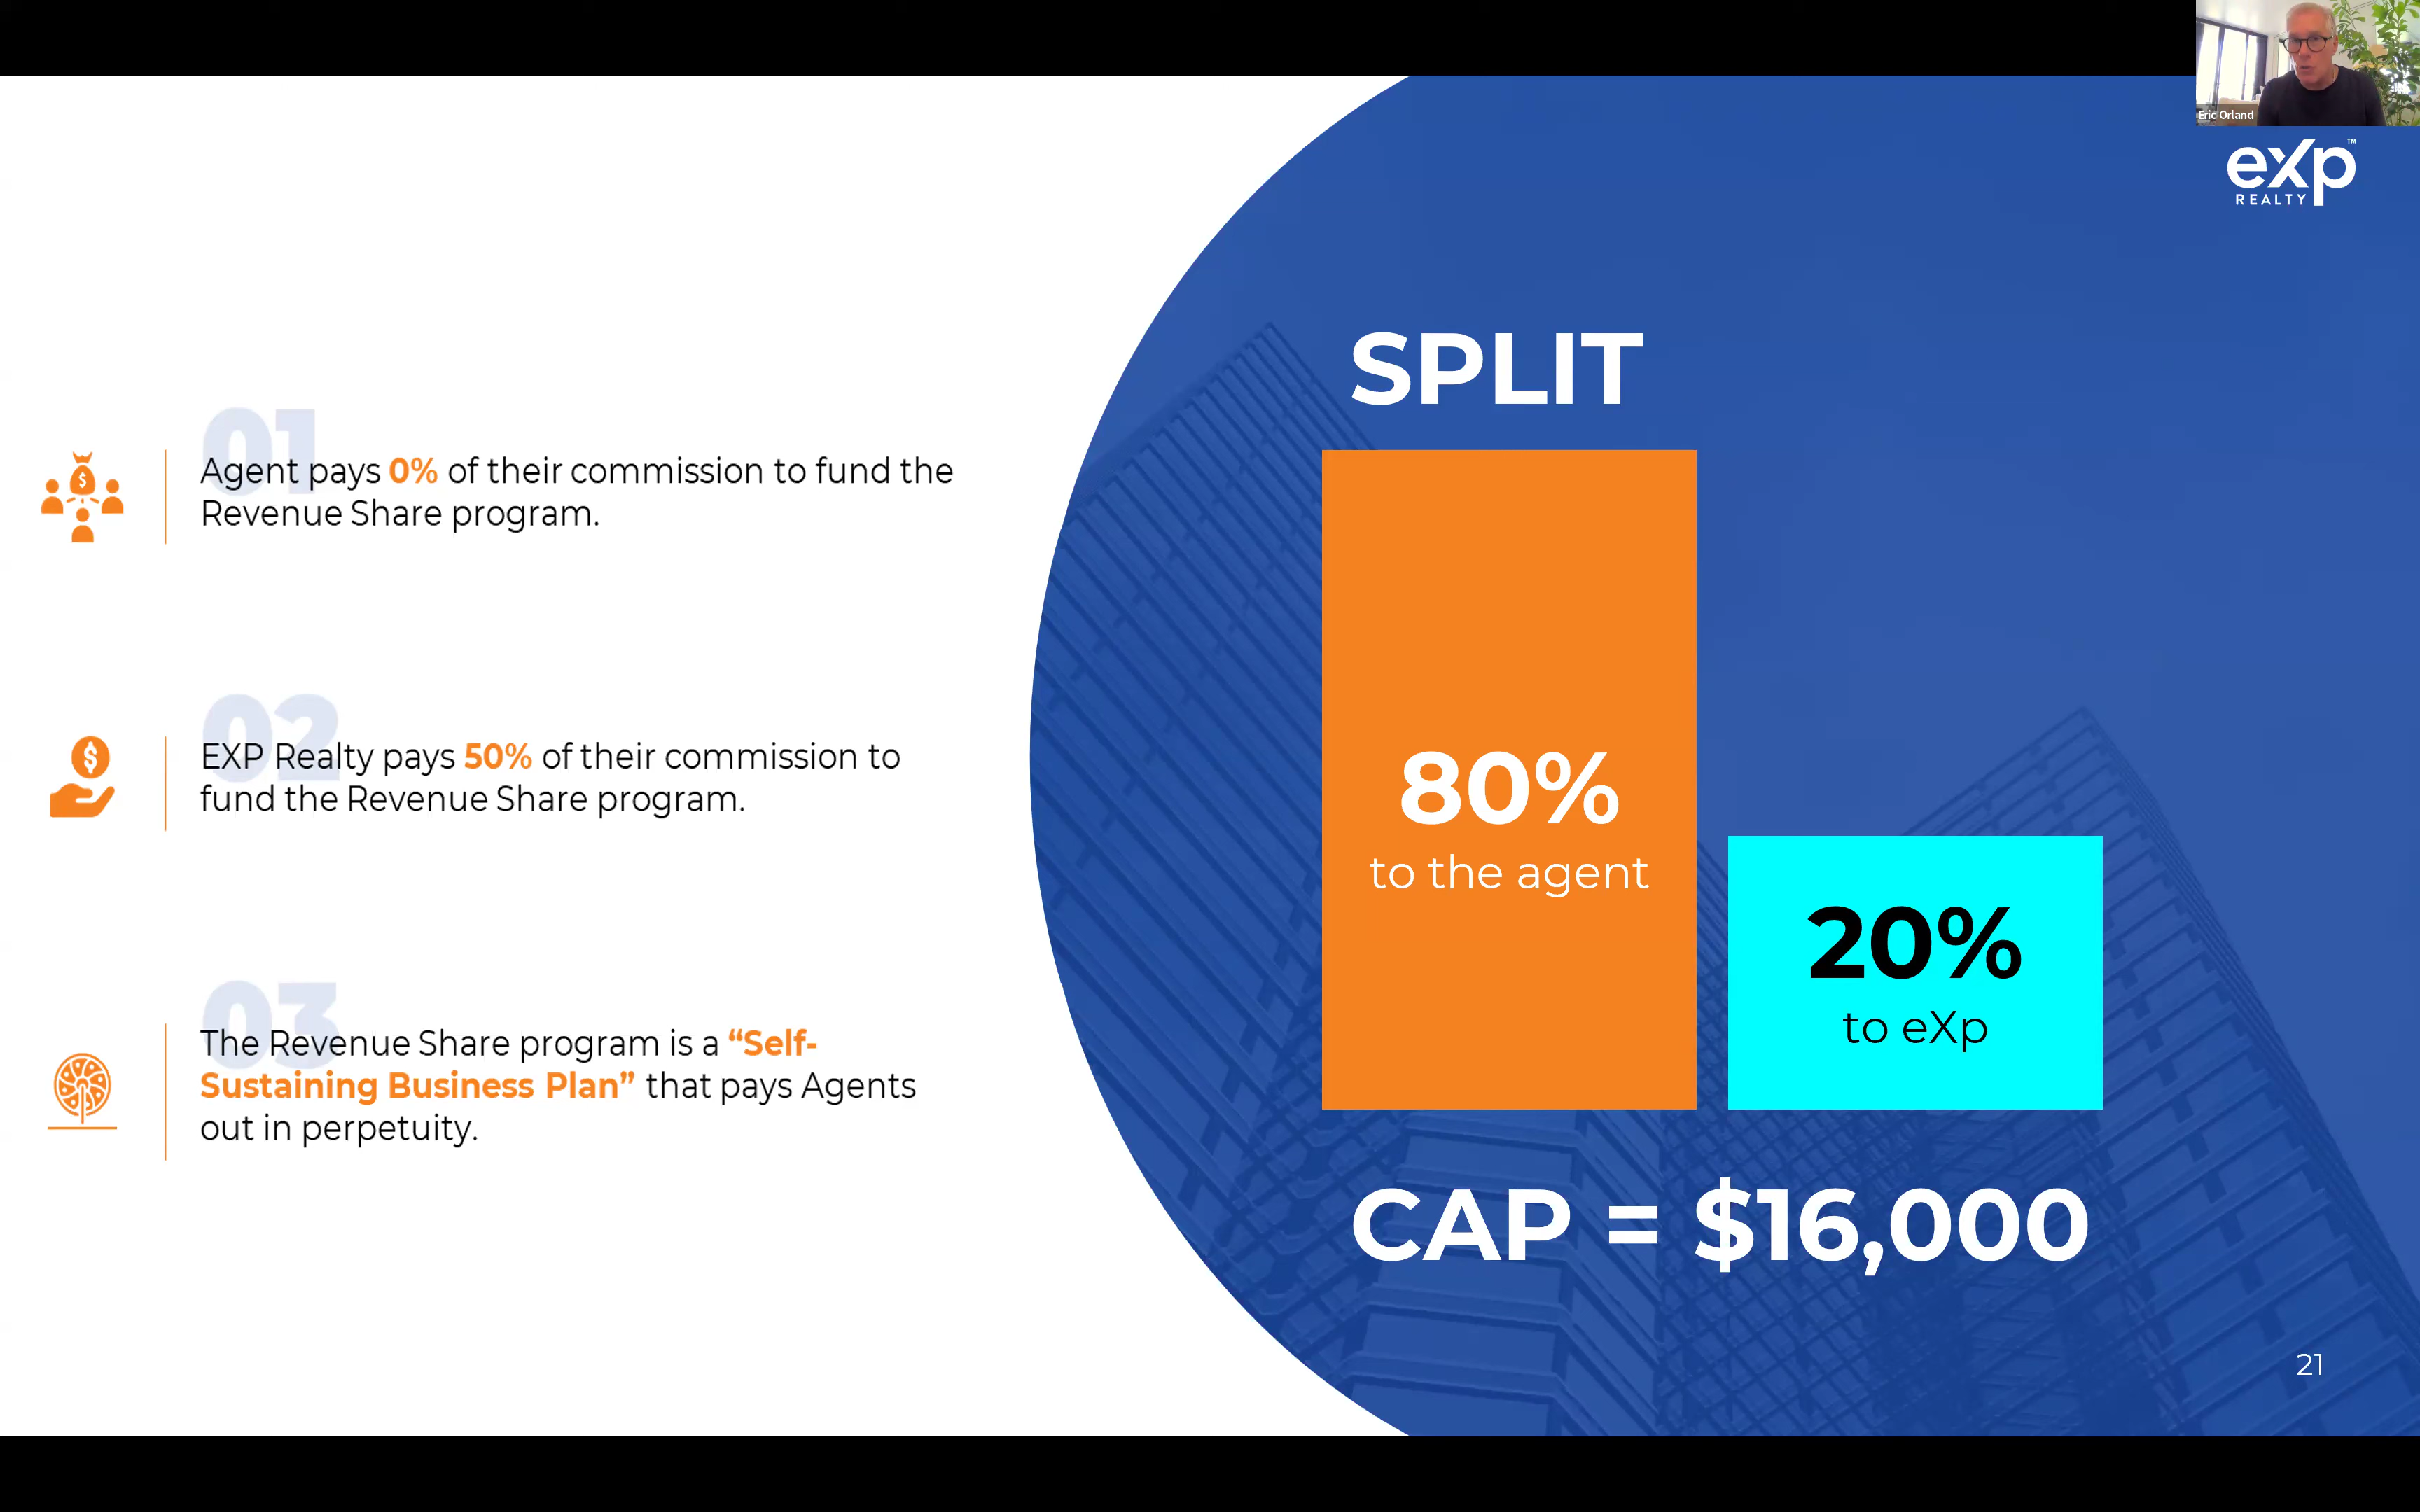 Eric Orland
eXp
™
REALTY
01
Agent pays 0% of their commission to fund the
Revenue Share program.
02
EXP Realty pays 50% of their commission to
fund the Revenue Share program.
03
The Revenue Share program is a “Self-
Sustaining Business Plan” that pays Agents
out in perpetuity.
SPLIT
80%
to the agent
20%
to eXp
CAP = $16,000
21